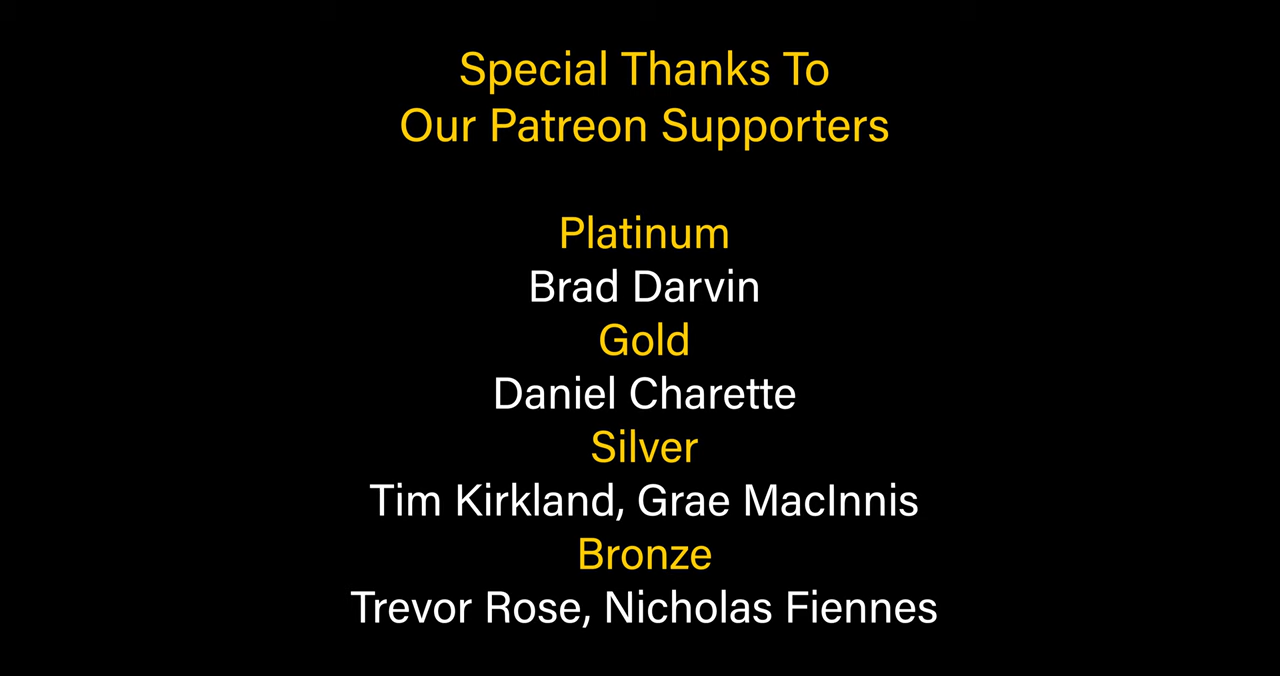 Special Thanks To
Our Patreon Supporters
Platinum
Brad Darvin
Gold
Daniel Charette
Silver
Tim Kirkland, Grae MacInnis
Bronze
Trevor Rose, Nicholas Fiennes